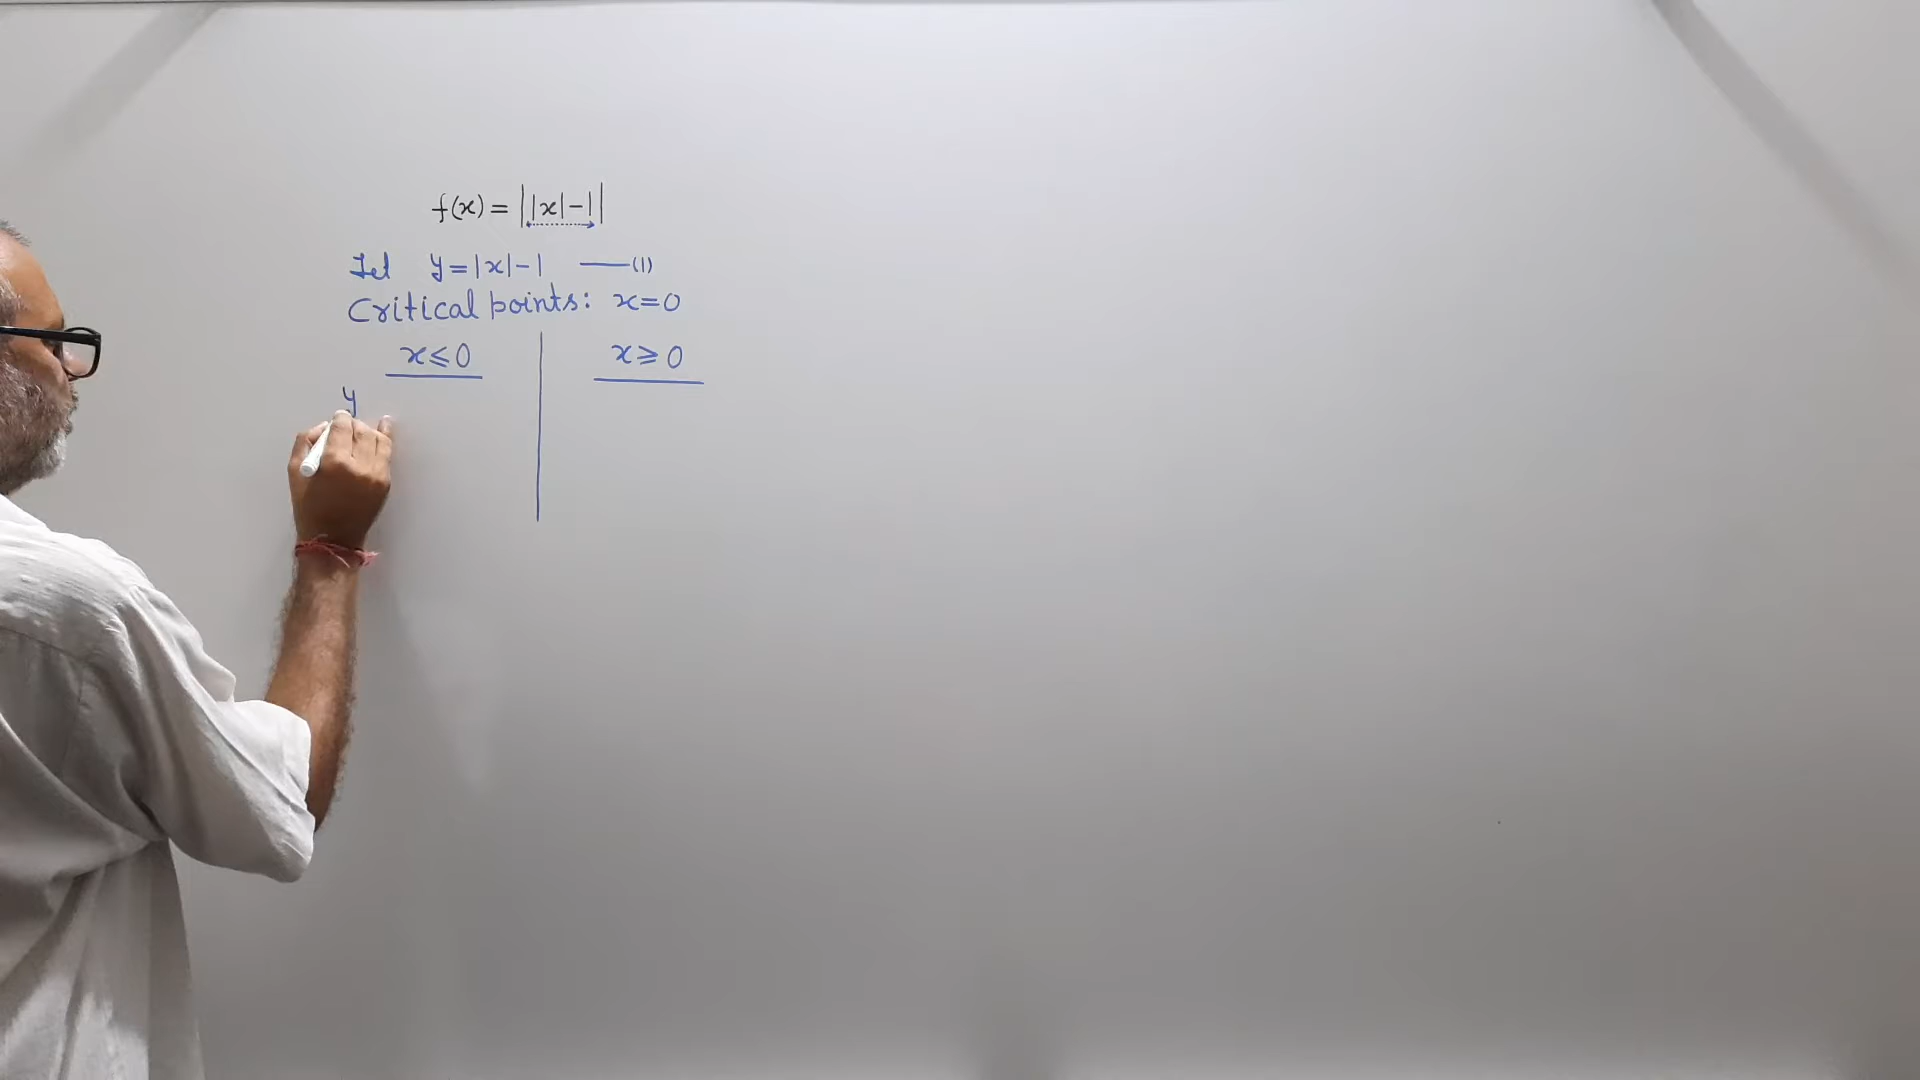 f(x) = ||x|-1|
Let y=|x|-1 ——(1)
Critical points: x=0
x⩽0 x⩾0
y